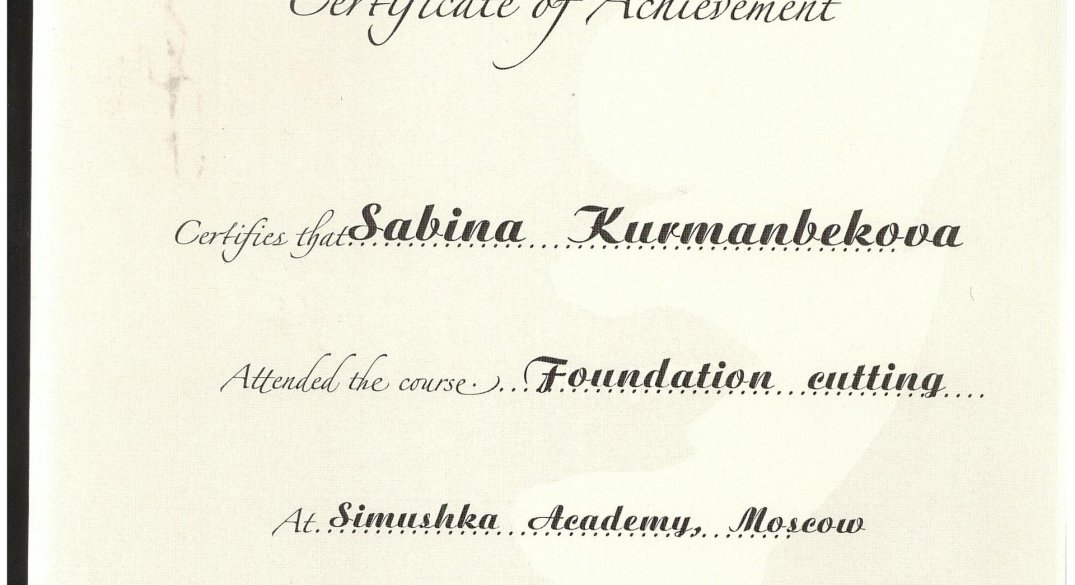 Certificate of Achievement
Certifies that Sabina Kurmanbekova
Attended the course Foundation cutting
At Simushka Academy, Moscow